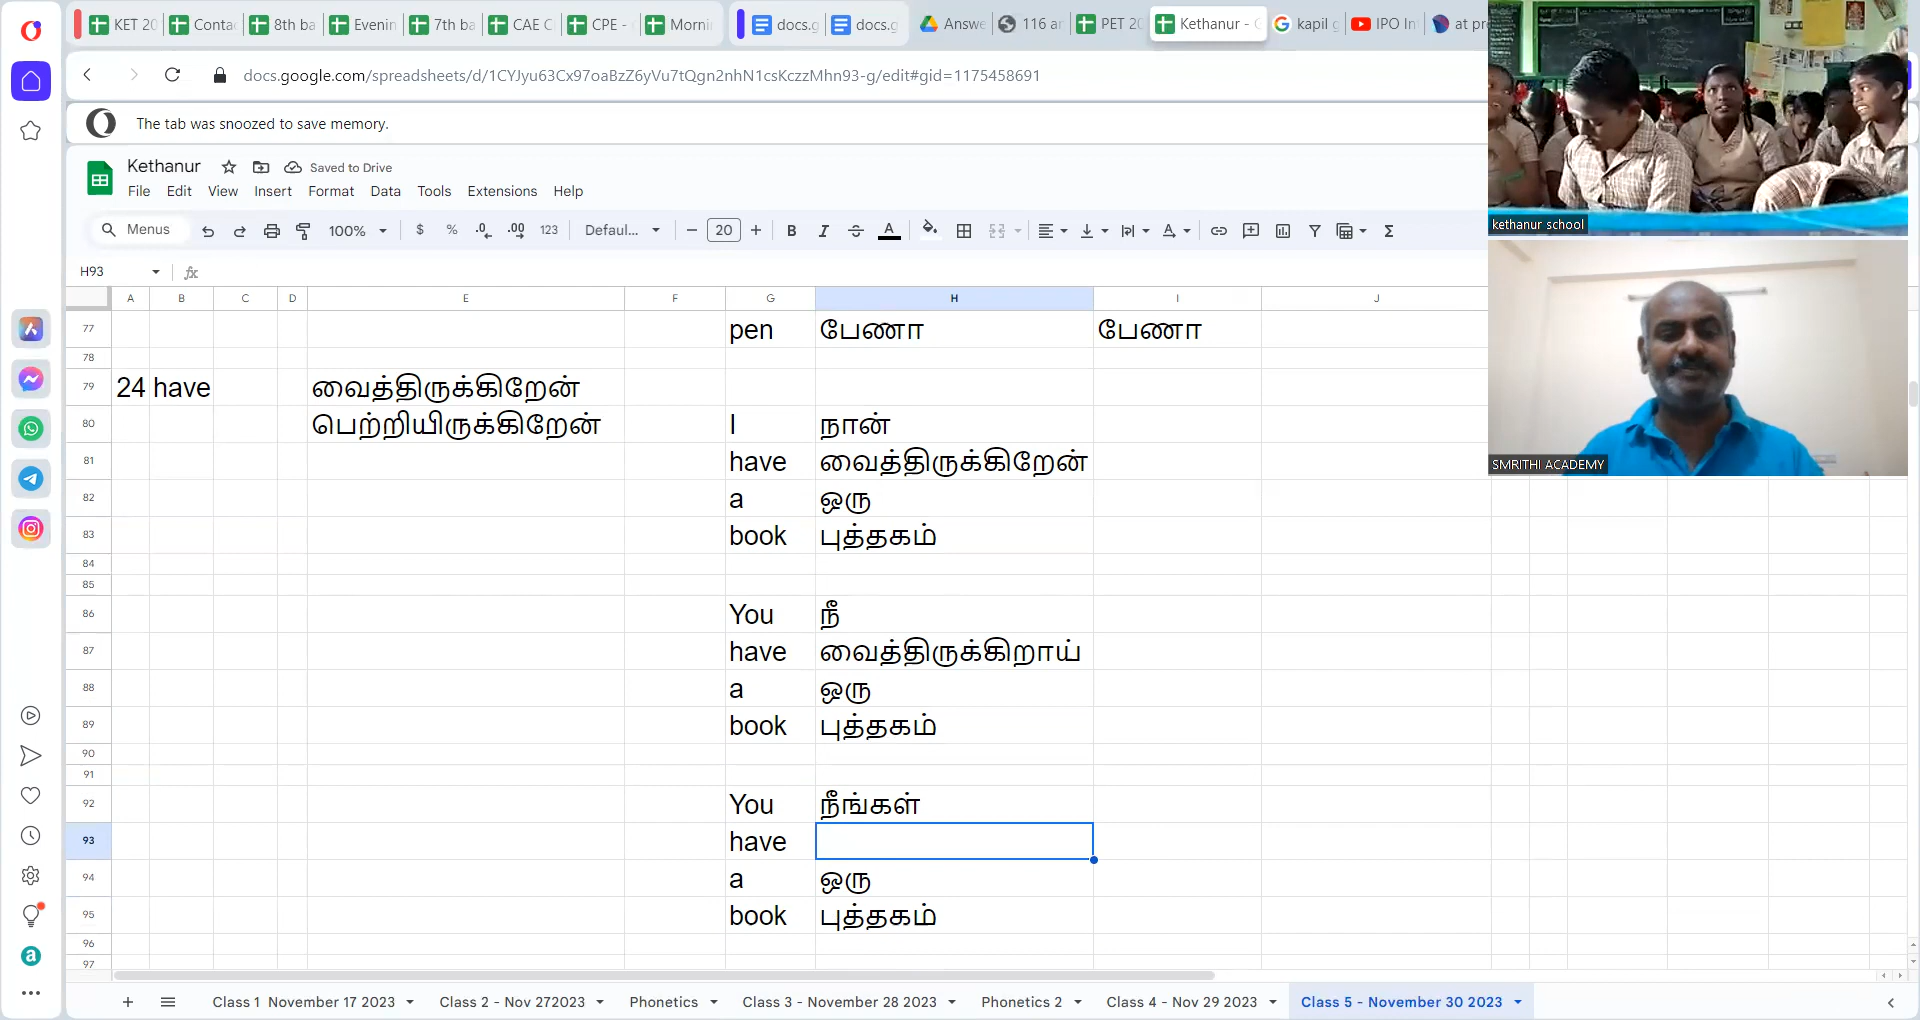 KET 20
Conta
8th ba
Evenin
7th ba
CAE C
CPE -
Morni
docs.g
docs.g
Answe
116 ar
PET 20
Kethanur -
kapil g
IPO In
at pr
docs.google.com/spreadsheets/d/1CYJyu63Cx97oaBzZ6yVu7tQgn2nhN1csKczzMhn93-g/edit#gid=1175458691
The tab was snoozed to save memory.
Kethanur
Saved to Drive
File Edit View Insert Format Data Tools Extensions Help
Menus 100% $ % .0 .00 123 Defaul... 20 B I A
H93
A B C D E F G H I J
77 pen பேனா பேனா
78
79 24 have வைத்திருக்கிறேன்
80 பெற்றியிருக்கிறேன் I நான்
81 have வைத்திருக்கிறேன்
82 a ஒரு
83 book புத்தகம்
84
85
86 You நீ
87 have வைத்திருக்கிறாய்
88 a ஒரு
89 book புத்தகம்
90
91
92 You நீங்கள்
93 have
94 a ஒரு
95 book புத்தகம்
96
97
Class 1 November 17 2023 Class 2 - Nov 272023 Phonetics Class 3 - November 28 2023 Phonetics 2 Class 4 - Nov 29 2023 Class 5 - November 30 2023
kethanur school
SMRITHI ACADEMY